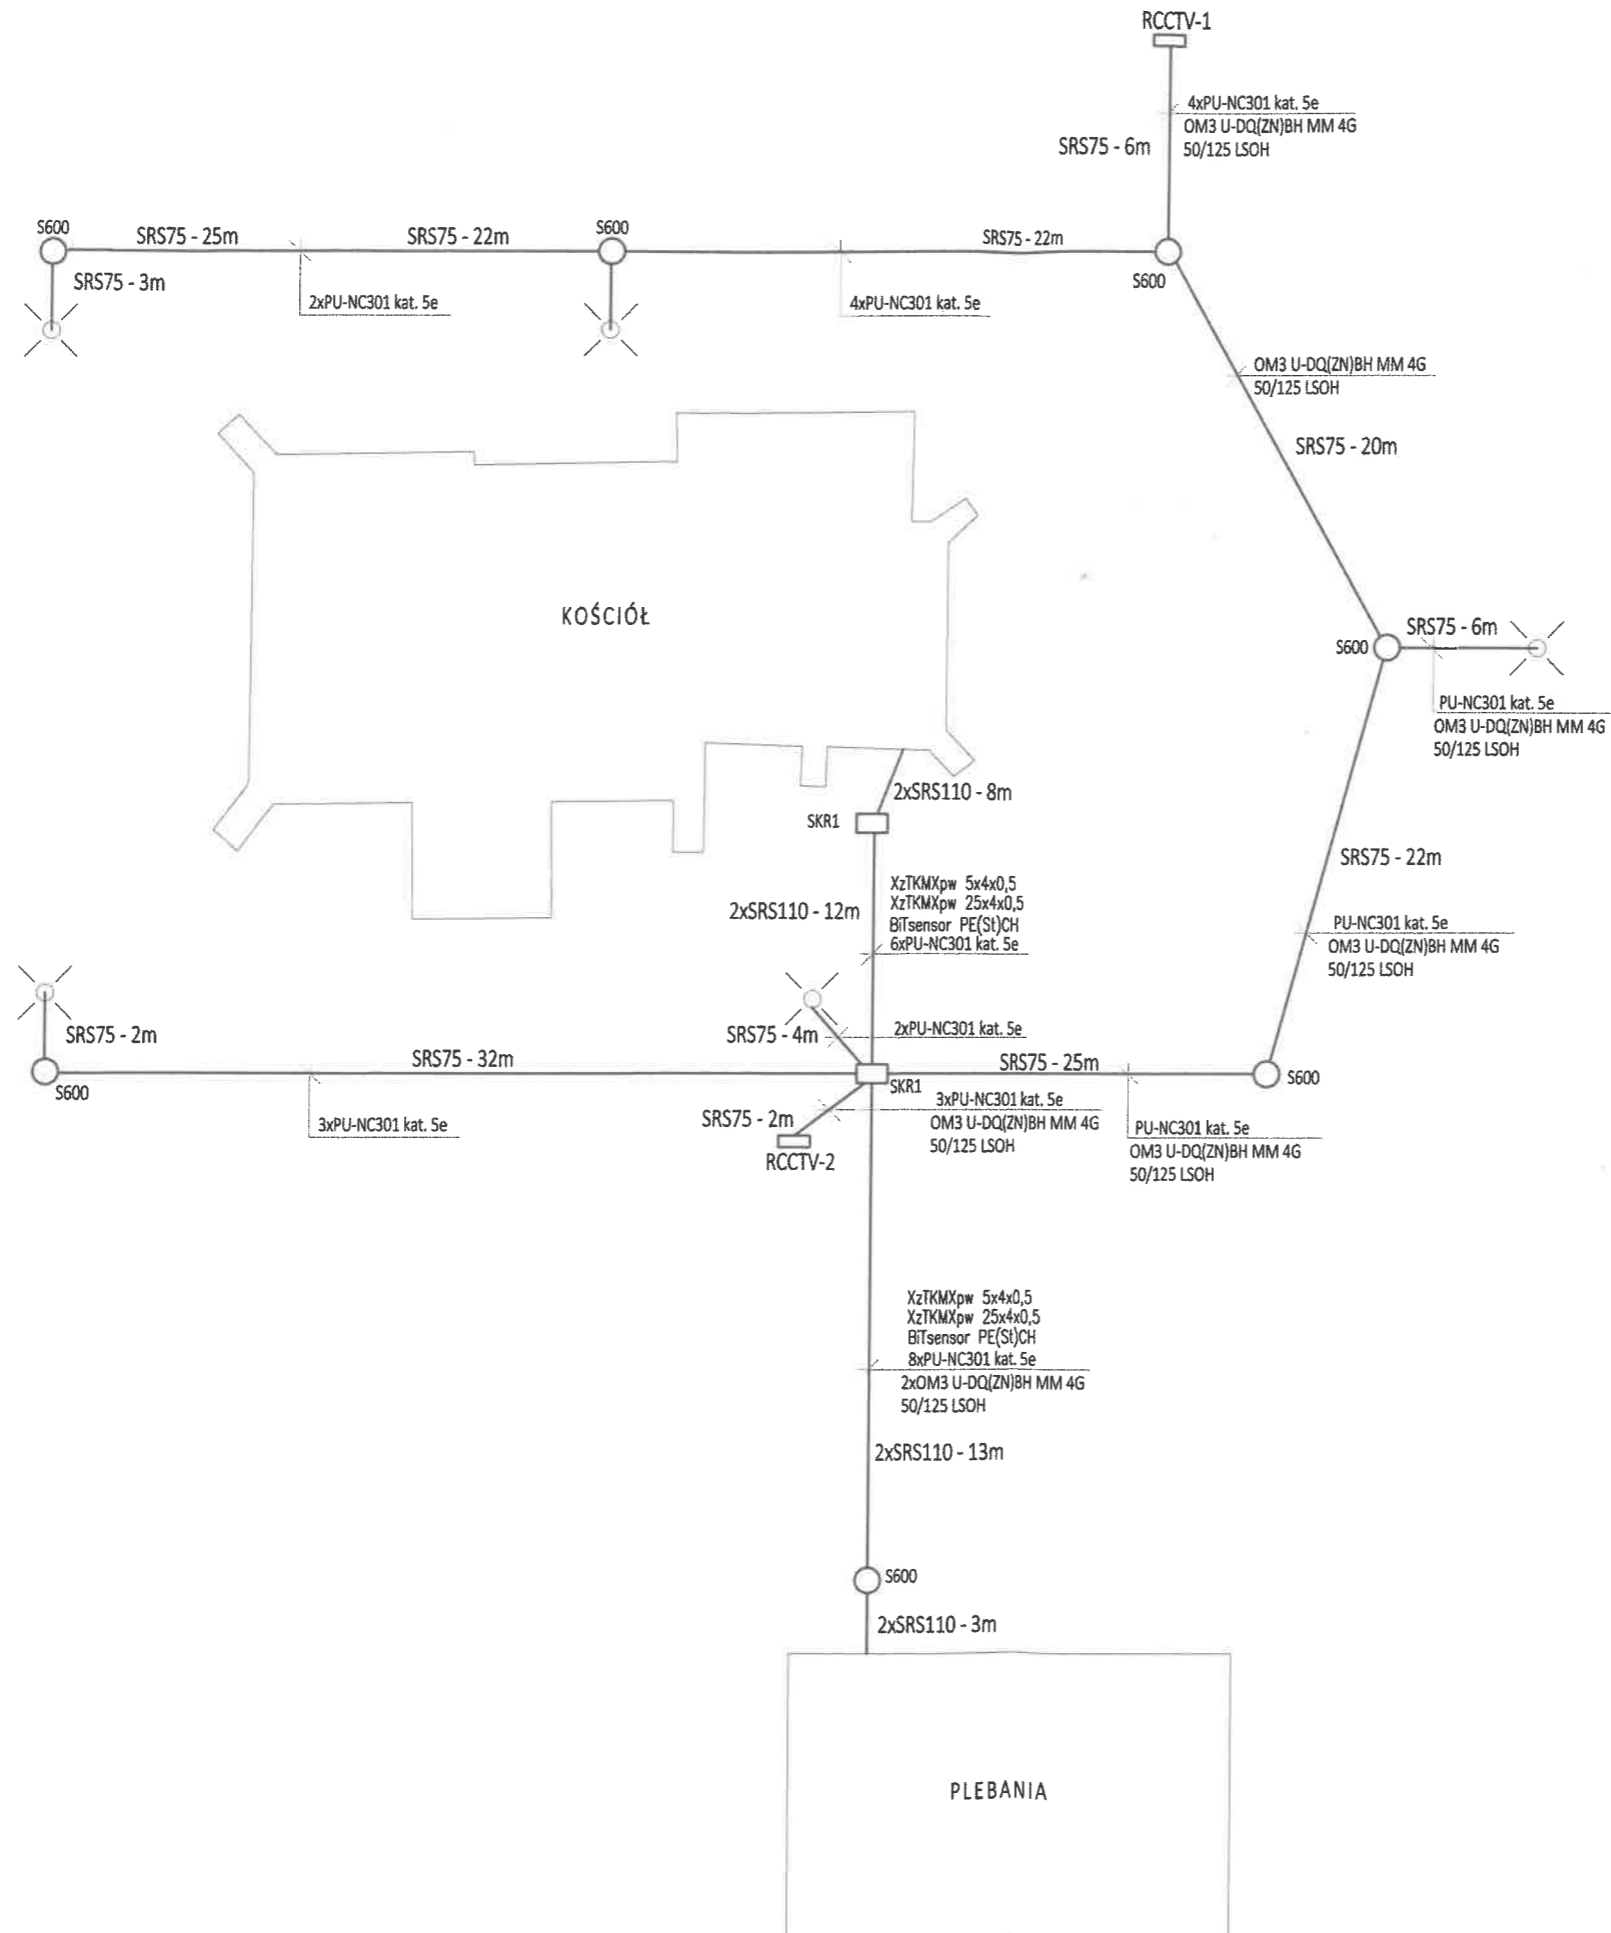 RCCTV-1
4xPU-NC301 kat. 5e
OM3 U-DQ(ZN)BH MM 4G
50/125 LSOH
SRS75 - 6m
S600
SRS75 - 25m
SRS75 - 22m
S600
SRS75 - 22m
S600
SRS75 - 3m
2xPU-NC301 kat. 5e
4xPU-NC301 kat. 5e
OM3 U-DQ(ZN)BH MM 4G
50/125 LSOH
SRS75 - 20m
KOŚCIÓŁ
S600
SRS75 - 6m
PU-NC301 kat. 5e
OM3 U-DQ(ZN)BH MM 4G
50/125 LSOH
2xSRS110 - 8m
SKR1
SRS75 - 22m
2xSRS110 - 12m
XzTKMXpw 5x4x0,5
XzTKMXpw 25x4x0,5
BiTsensor PE(St)CH
6xPU-NC301 kat. 5e
PU-NC301 kat. 5e
OM3 U-DQ(ZN)BH MM 4G
50/125 LSOH
SRS75 - 2m
SRS75 - 4m
2xPU-NC301 kat. 5e
S600
SRS75 - 32m
SKR1
SRS75 - 25m
S600
3xPU-NC301 kat. 5e
SRS75 - 2m
RCCTV-2
3xPU-NC301 kat. 5e
OM3 U-DQ(ZN)BH MM 4G
50/125 LSOH
PU-NC301 kat. 5e
OM3 U-DQ(ZN)BH MM 4G
50/125 LSOH
XzTKMXpw 5x4x0,5
XzTKMXpw 25x4x0,5
BiTsensor PE(St)CH
8xPU-NC301 kat. 5e
2xOM3 U-DQ(ZN)BH MM 4G
50/125 LSOH
2xSRS110 - 13m
S600
2xSRS110 - 3m
PLEBANIA